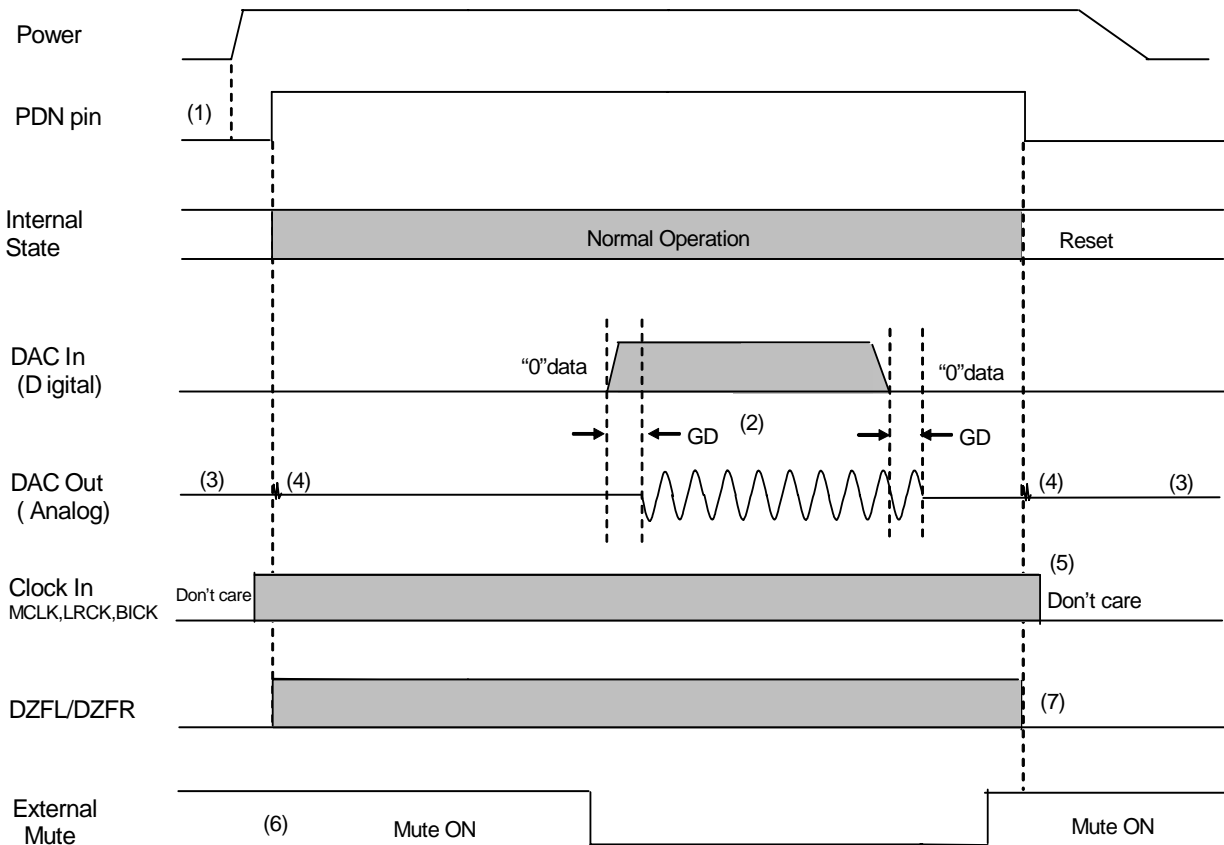 Power
PDN pin
(1)
Internal
State
Normal Operation
Reset
DAC In
(D igital)
“0”data
“0”data
(2)
GD
GD
DAC Out
( Analog)
(3)
(4)
(4)
(3)
Clock In
MCLK,LRCK,BICK
Don’t care
(5)
Don’t care
DZFL/DZFR
(7)
External
Mute
(6)
Mute ON
Mute ON